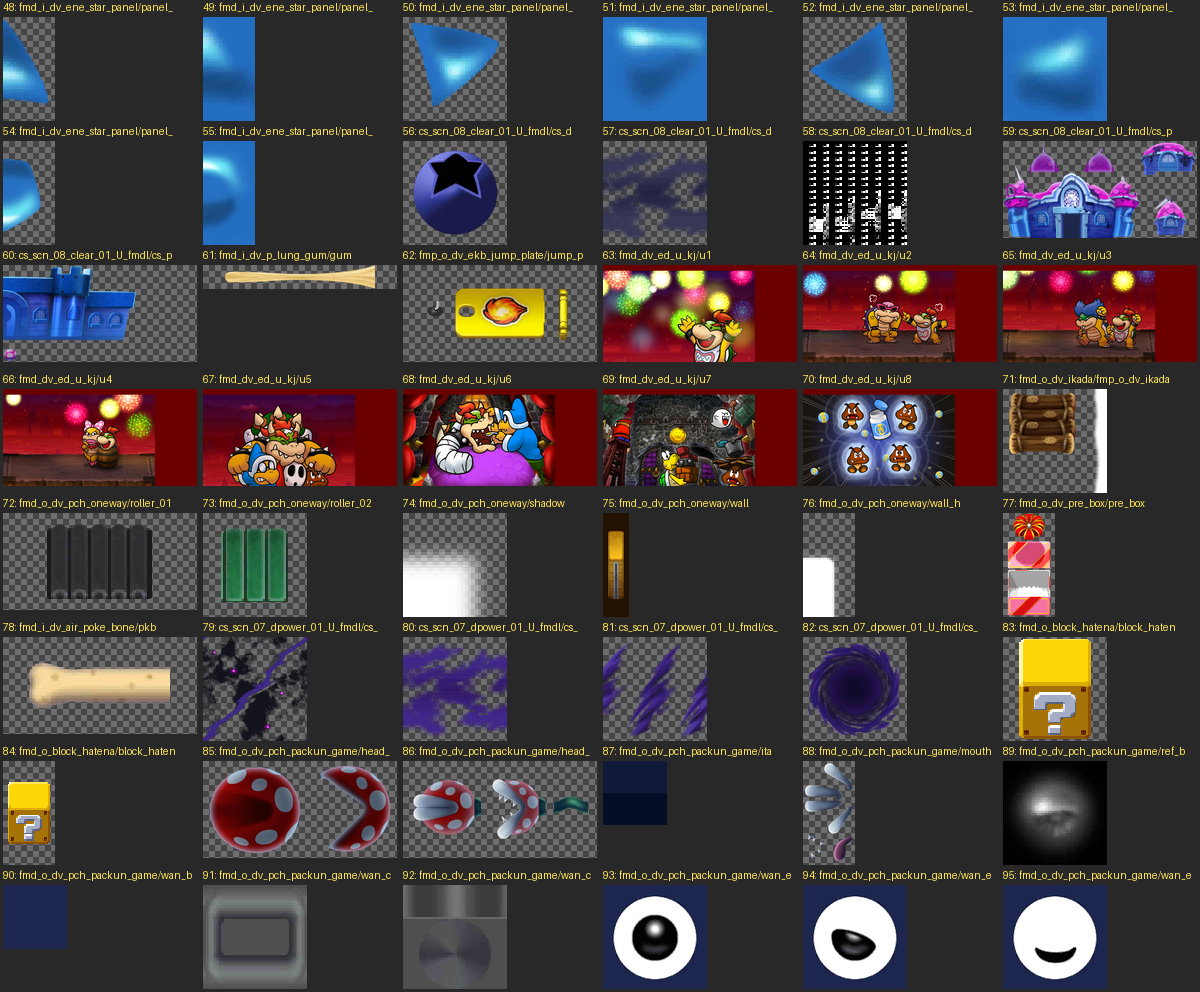 48: fmd_i_dv_ene_star_panel/panel_
49: fmd_i_dv_ene_star_panel/panel_
50: fmd_i_dv_ene_star_panel/panel_
51: fmd_i_dv_ene_star_panel/panel_
52: fmd_i_dv_ene_star_panel/panel_
53: fmd_i_dv_ene_star_panel/panel_
54: fmd_i_dv_ene_star_panel/panel_
55: fmd_i_dv_ene_star_panel/panel_
56: cs_scn_08_clear_01_U_fmdl/cs_d
57: cs_scn_08_clear_01_U_fmdl/cs_d
58: cs_scn_08_clear_01_U_fmdl/cs_d
59: cs_scn_08_clear_01_U_fmdl/cs_p
60: cs_scn_08_clear_01_U_fmdl/cs_p
61: fmd_i_dv_p_lung_gum/gum
62: fmp_o_dv_ekb_jump_plate/jump_p
63: fmd_dv_ed_u_kj/u1
64: fmd_dv_ed_u_kj/u2
65: fmd_dv_ed_u_kj/u3
66: fmd_dv_ed_u_kj/u4
67: fmd_dv_ed_u_kj/u5
68: fmd_dv_ed_u_kj/u6
69: fmd_dv_ed_u_kj/u7
70: fmd_dv_ed_u_kj/u8
71: fmd_o_dv_ikada/fmp_o_dv_ikada
72: fmd_o_dv_pch_oneway/roller_01
73: fmd_o_dv_pch_oneway/roller_02
74: fmd_o_dv_pch_oneway/shadow
75: fmd_o_dv_pch_oneway/wall
76: fmd_o_dv_pch_oneway/wall_h
77: fmd_o_dv_pre_box/pre_box
78: fmd_i_dv_air_poke_bone/pkb
79: cs_scn_07_dpower_01_U_fmdl/cs_
80: cs_scn_07_dpower_01_U_fmdl/cs_
81: cs_scn_07_dpower_01_U_fmdl/cs_
82: cs_scn_07_dpower_01_U_fmdl/cs_
83: fmd_o_block_hatena/block_haten
84: fmd_o_block_hatena/block_haten
85: fmd_o_dv_pch_packun_game/head_
86: fmd_o_dv_pch_packun_game/head_
87: fmd_o_dv_pch_packun_game/ita
88: fmd_o_dv_pch_packun_game/mouth
89: fmd_o_dv_pch_packun_game/ref_b
90: fmd_o_dv_pch_packun_game/wan_b
91: fmd_o_dv_pch_packun_game/wan_c
92: fmd_o_dv_pch_packun_game/wan_c
93: fmd_o_dv_pch_packun_game/wan_e
94: fmd_o_dv_pch_packun_game/wan_e
95: fmd_o_dv_pch_packun_game/wan_e